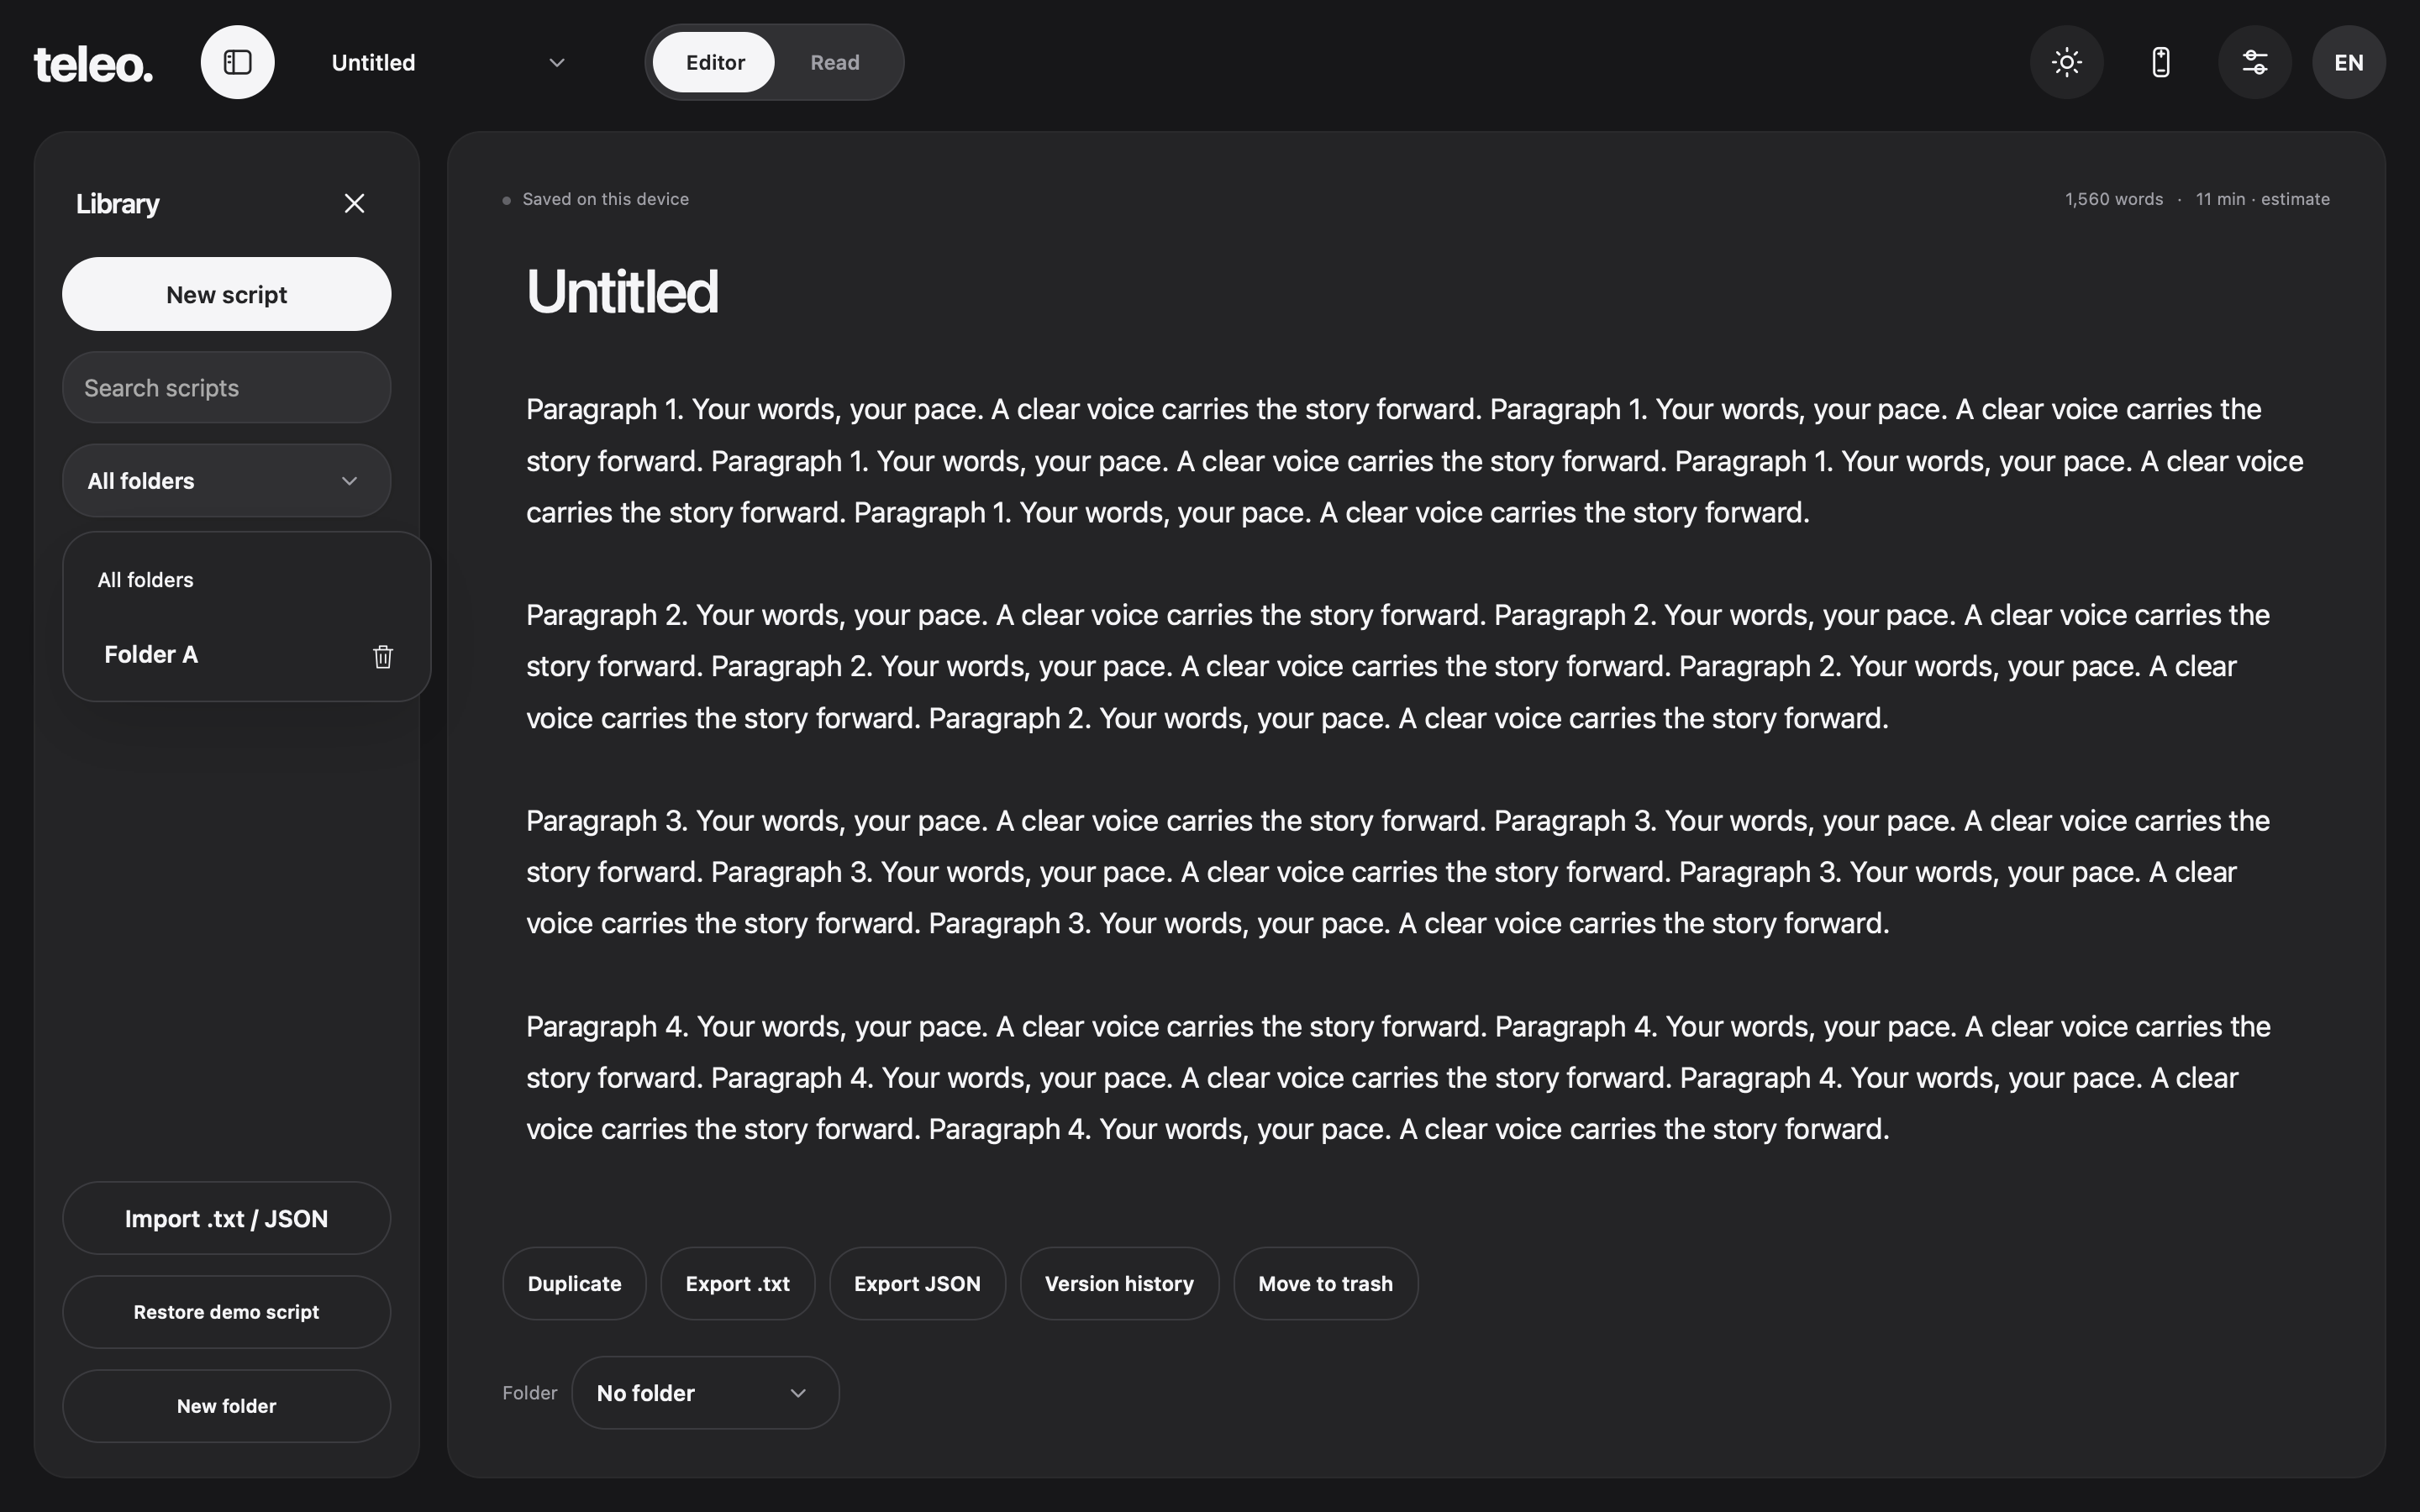 teleo.
Untitled
Editor
Read
EN
Library
New script
Search scripts
All folders
All folders
Folder A
Import .txt / JSON
Restore demo script
New folder
Saved on this device
1,560 words · 11 min · estimate
Untitled
Paragraph 1. Your words, your pace. A clear voice carries the story forward. Paragraph 1. Your words, your pace. A clear voice carries the
story forward. Paragraph 1. Your words, your pace. A clear voice carries the story forward. Paragraph 1. Your words, your pace. A clear voice
carries the story forward. Paragraph 1. Your words, your pace. A clear voice carries the story forward.
Paragraph 2. Your words, your pace. A clear voice carries the story forward. Paragraph 2. Your words, your pace. A clear voice carries the
story forward. Paragraph 2. Your words, your pace. A clear voice carries the story forward. Paragraph 2. Your words, your pace. A clear
voice carries the story forward. Paragraph 2. Your words, your pace. A clear voice carries the story forward.
Paragraph 3. Your words, your pace. A clear voice carries the story forward. Paragraph 3. Your words, your pace. A clear voice carries the
story forward. Paragraph 3. Your words, your pace. A clear voice carries the story forward. Paragraph 3. Your words, your pace. A clear
voice carries the story forward. Paragraph 3. Your words, your pace. A clear voice carries the story forward.
Paragraph 4. Your words, your pace. A clear voice carries the story forward. Paragraph 4. Your words, your pace. A clear voice carries the
story forward. Paragraph 4. Your words, your pace. A clear voice carries the story forward. Paragraph 4. Your words, your pace. A clear
voice carries the story forward. Paragraph 4. Your words, your pace. A clear voice carries the story forward.
Duplicate
Export .txt
Export JSON
Version history
Move to trash
Folder
No folder